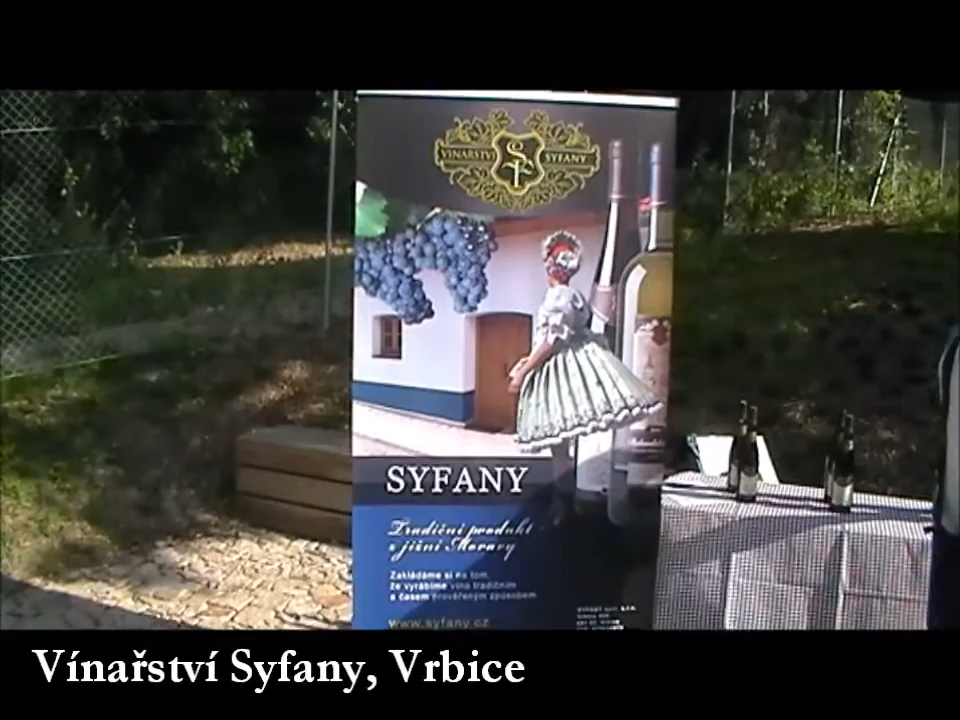 VINAŘSTVÍ SYFANY
SYFANY
Tradiční produkt
z jižní Moravy
Zakládáme si na tom,
že vyrábíme víno tradičním
a časem prověřeným způsobem
www.syfany.cz
Vínařství Syfany, Vrbice